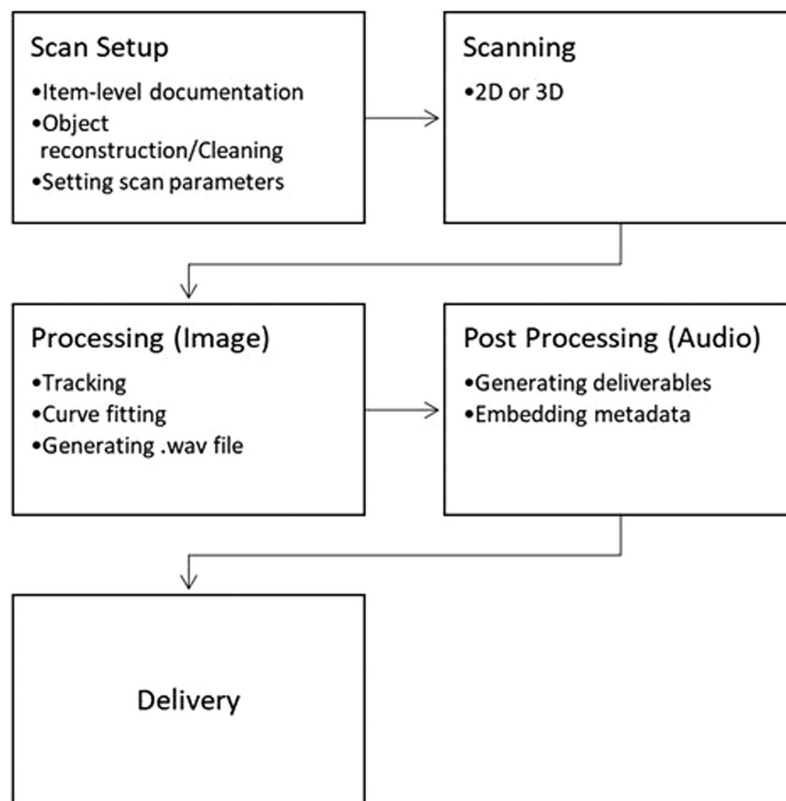 Scan Setup
•Item-level documentation
•Object
reconstruction/Cleaning
•Setting scan parameters
Scanning
•2D or 3D
Processing (Image)
•Tracking
•Curve fitting
•Generating .wav file
Post Processing (Audio)
•Generating deliverables
•Embedding metadata
Delivery